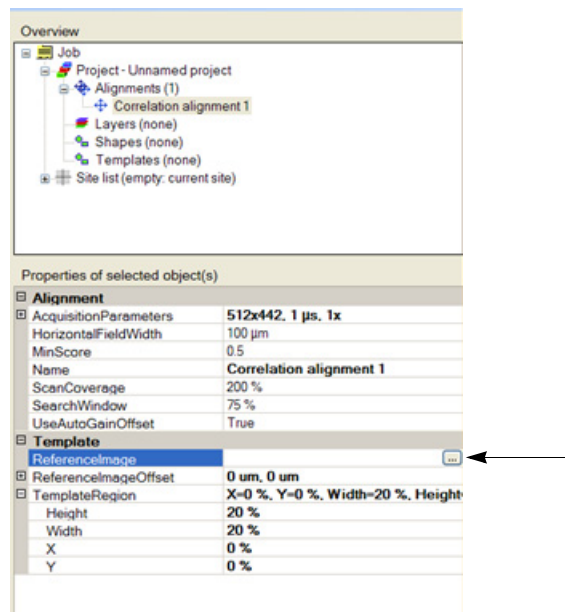 Overview
Job
Project - Unnamed project
Alignments (1)
Correlation alignment 1
Layers (none)
Shapes (none)
Templates (none)
Site list (empty: current site)
Properties of selected object(s)
Alignment
AcquisitionParameters 512x442, 1 µs, 1x
HorizontalFieldWidth 100 µm
MinScore 0.5
Name Correlation alignment 1
ScanCoverage 200 %
SearchWindow 75 %
UseAutoGainOffset True
Template
ReferenceImage ...
ReferenceImageOffset 0 um, 0 um
TemplateRegion X=0 %, Y=0 %, Width=20 %, Height
Height 20 %
Width 20 %
X 0 %
Y 0 %